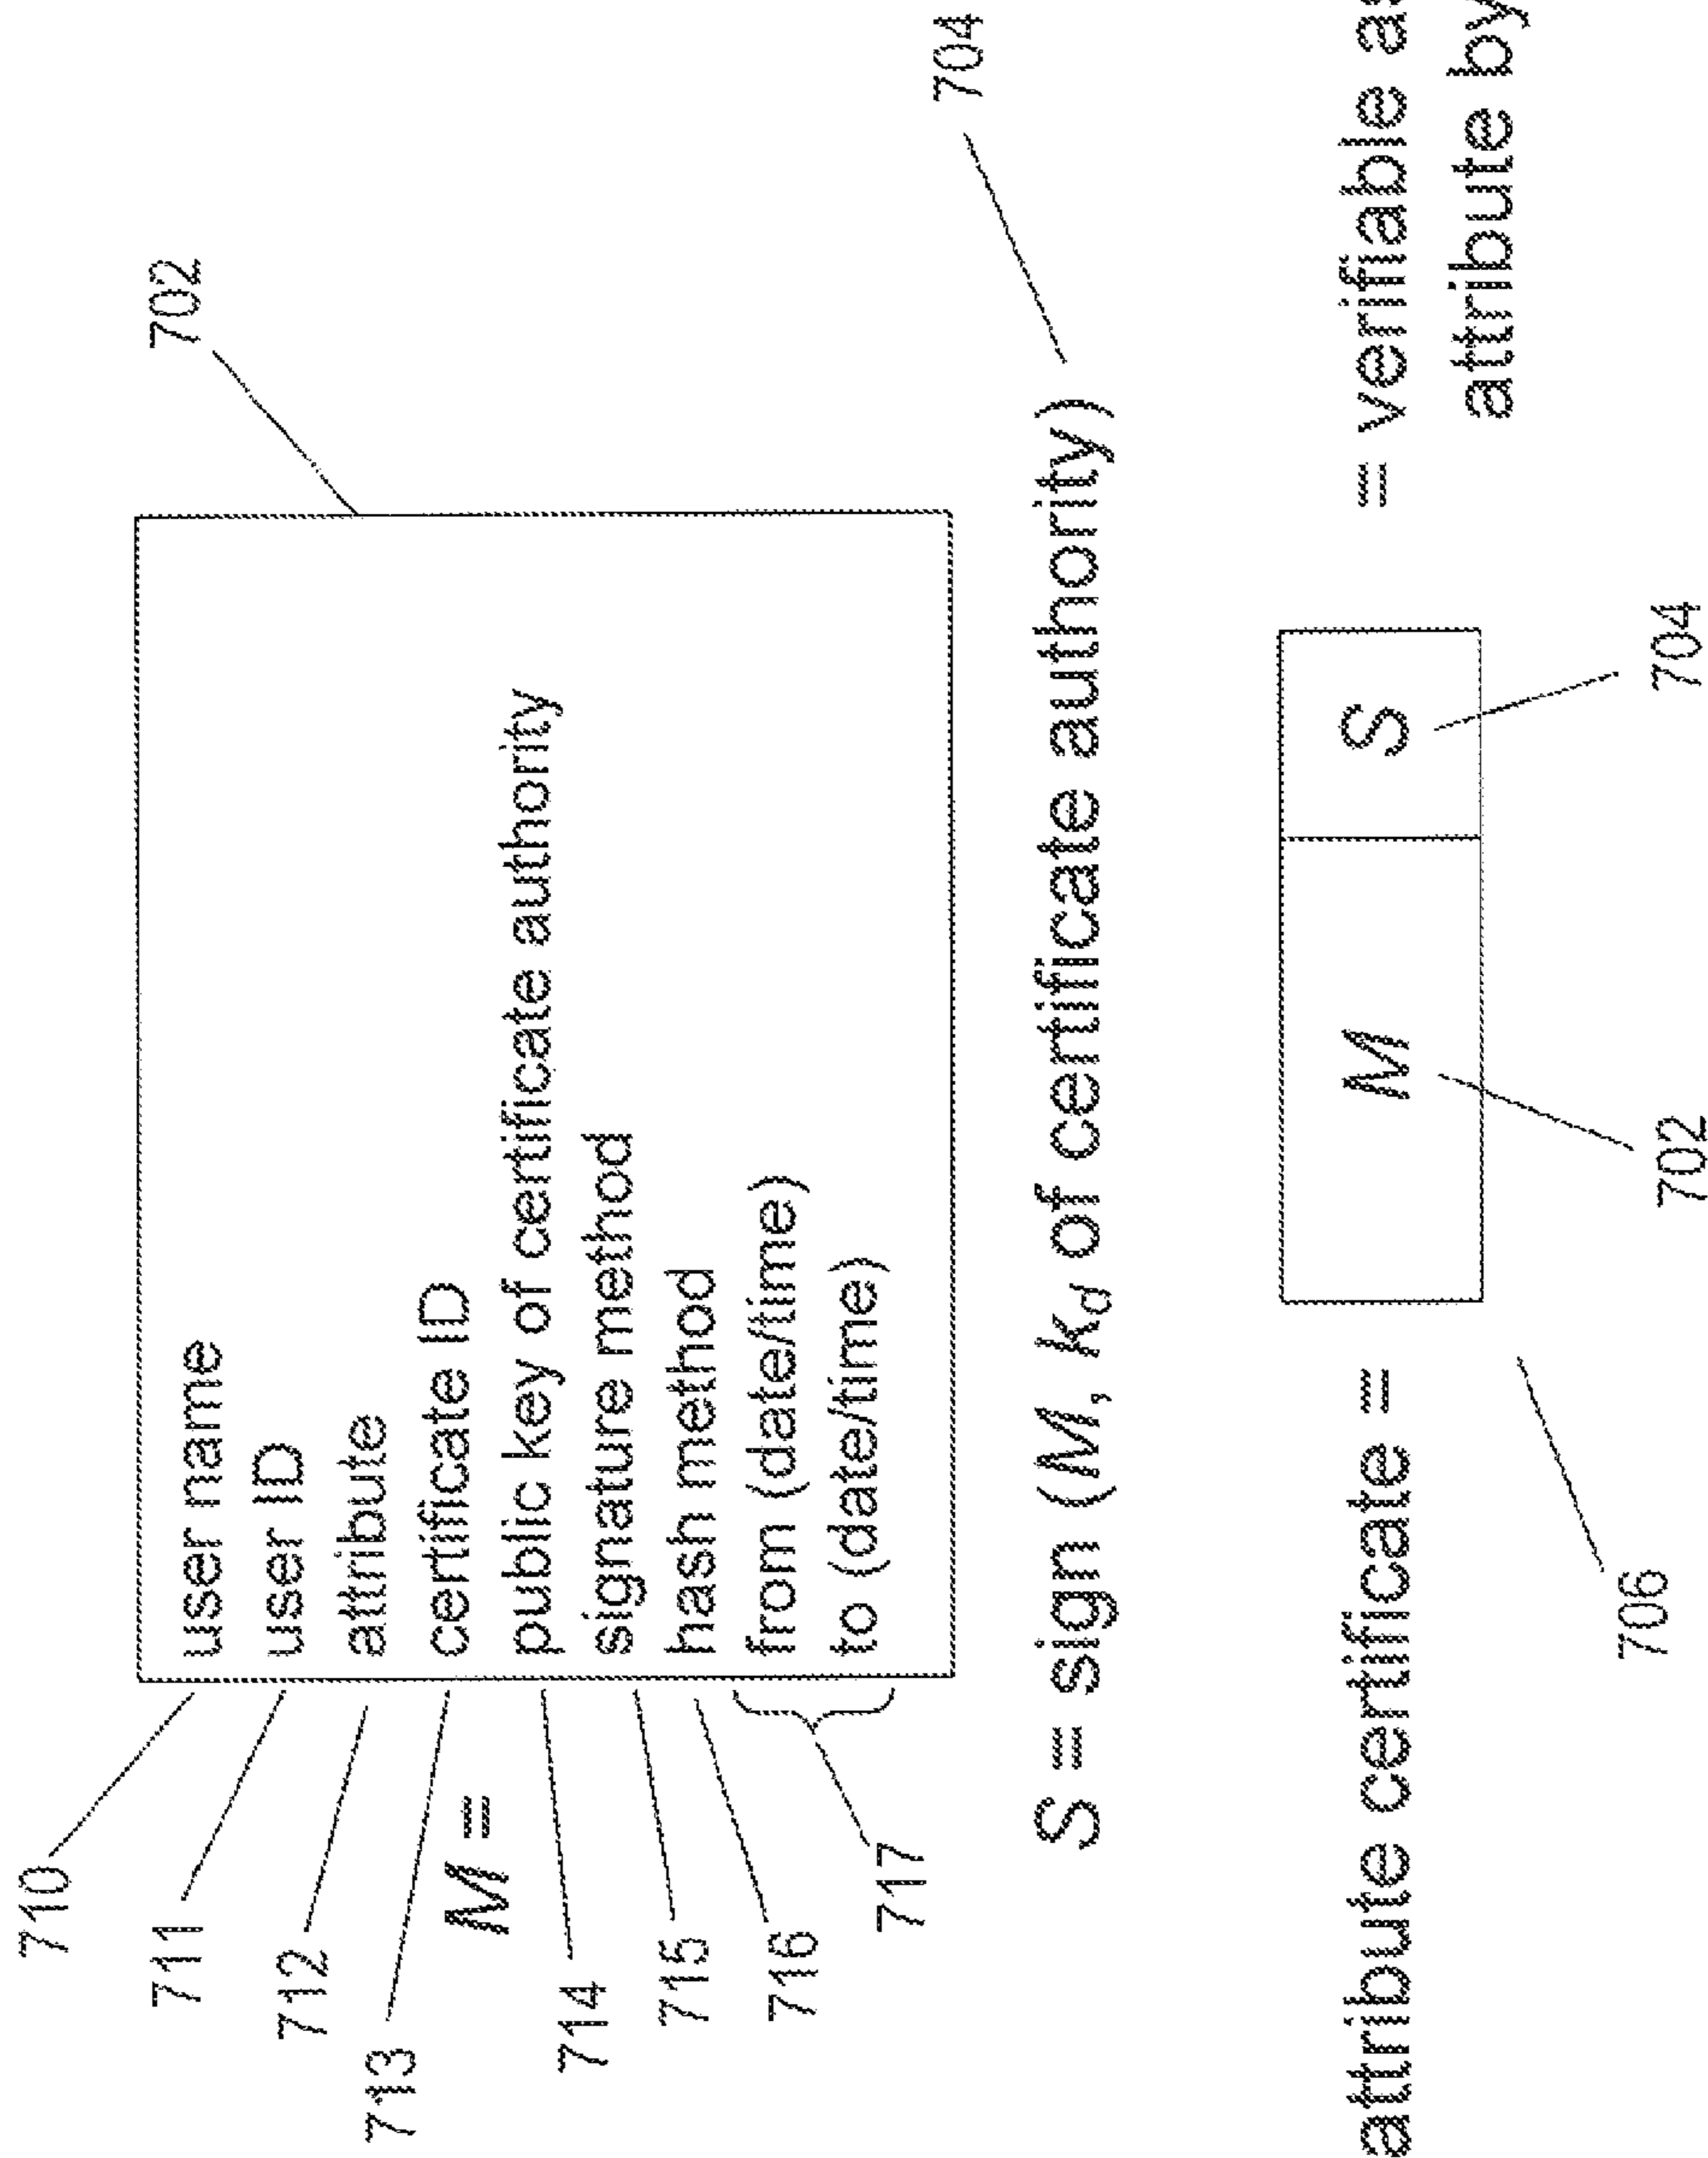 702
710 user name
711 user ID
712 attribute
713 certificate ID
M =
714 public key of certificate authority
715 signature method
716 hash method
717 from (date/time)
to (date/time)
S = sign (M, kd of certificate authority)
704
attribute certificate = M S = verifiable
attribute by
706
702
704